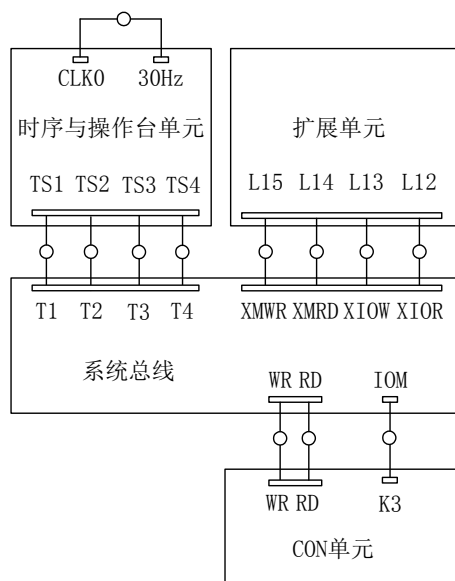 CLK0 30Hz
时序与操作台单元 扩展单元
TS1 TS2 TS3 TS4 L15 L14 L13 L12
T1 T2 T3 T4 XMWR XMRD XIOW XIOR
系统总线 WR RD IOM
WR RD K3
CON单元